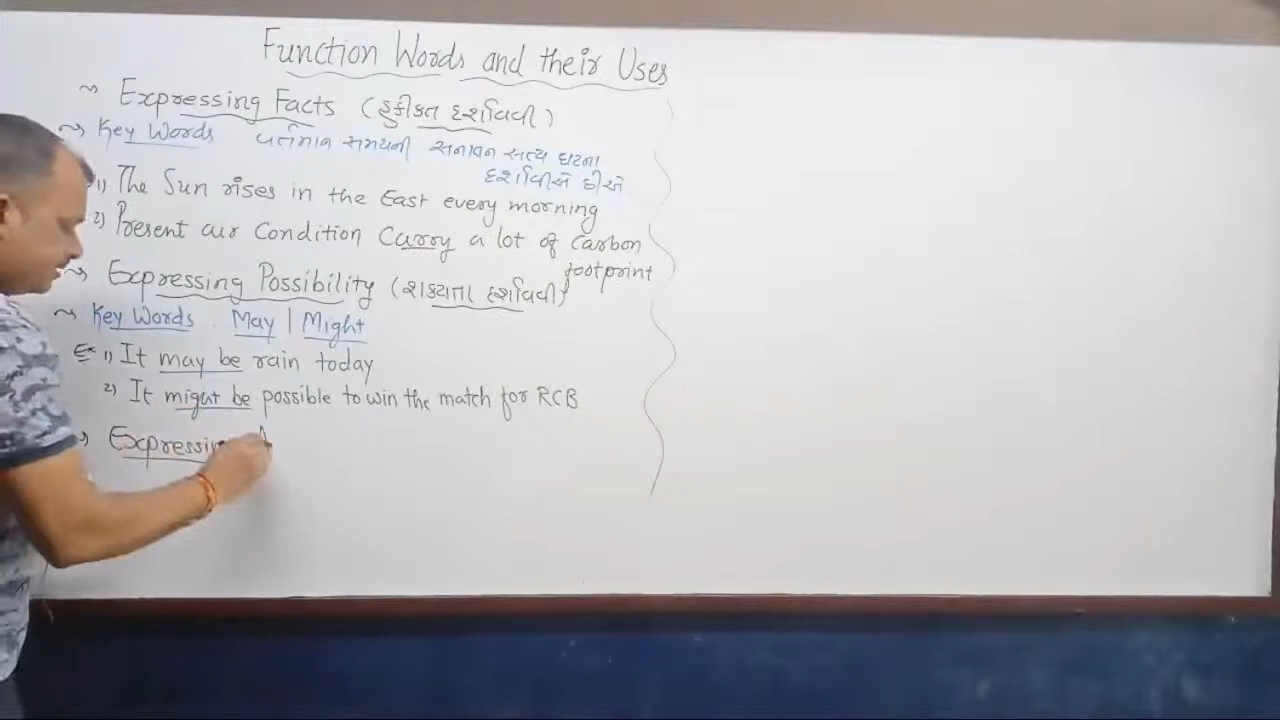 Function Words and their Uses
~ Expressing Facts (હકીકત દર્શાવવી)
~> Key Words વર્તમાન સમયની સનાતન સત્ય ઘટના
દર્શાવીએ છીએ
1) The Sun rises in the East every morning
2) Present air Condition Carry a lot of Carbon
footprint
~> Expressing Possibility (શક્યતા દર્શાવવી)
~ Key Words. May | Might
Ex 1) It may be rain today
2) It might be possible to win the match for RCB
Expressing A